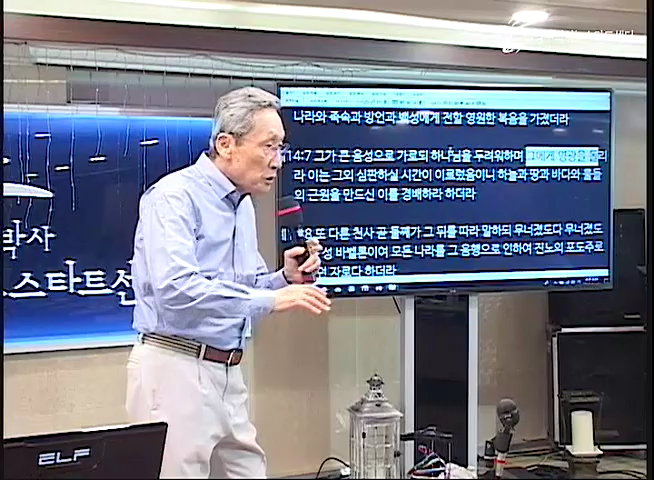 나라와 족속과 방언과 백성에게 전할 영원한 복음을 가졌더라
14:7 그가 큰 음성으로 가로되 하나님을 두려워하며 그에게 영광을 돌리
라 이는 그의 심판하실 시간이 이르렀음이니 하늘과 땅과 바다와 물들
의 근원을 만드신 이를 경배하라 하더라
8 또 다른 천사 곧 둘째가 그 뒤를 따라 말하되 무너졌도다 무너졌도
성 바벨론이여 모든 나라를 그 음행으로 인하여 진노의 포도주로
자로다 하더라
박사
스타트센
ELF